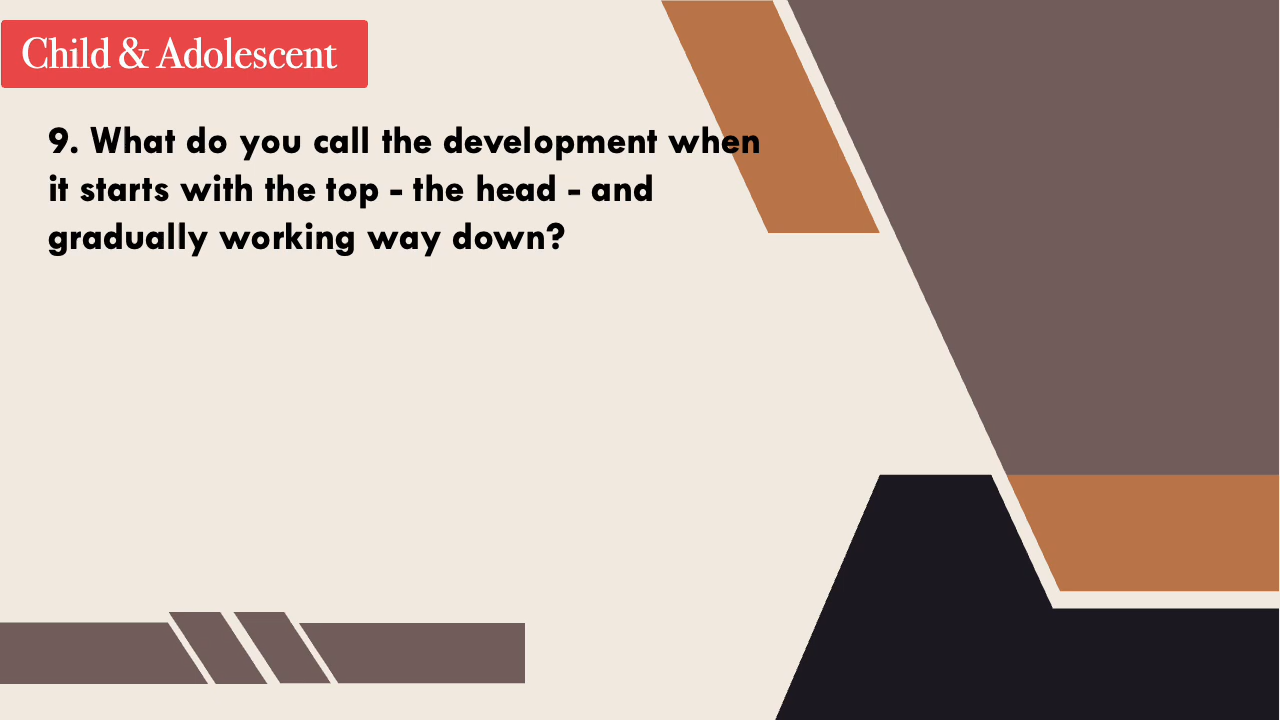 Child & Adolescent
9. What do you call the development when
it starts with the top - the head - and
gradually working way down?